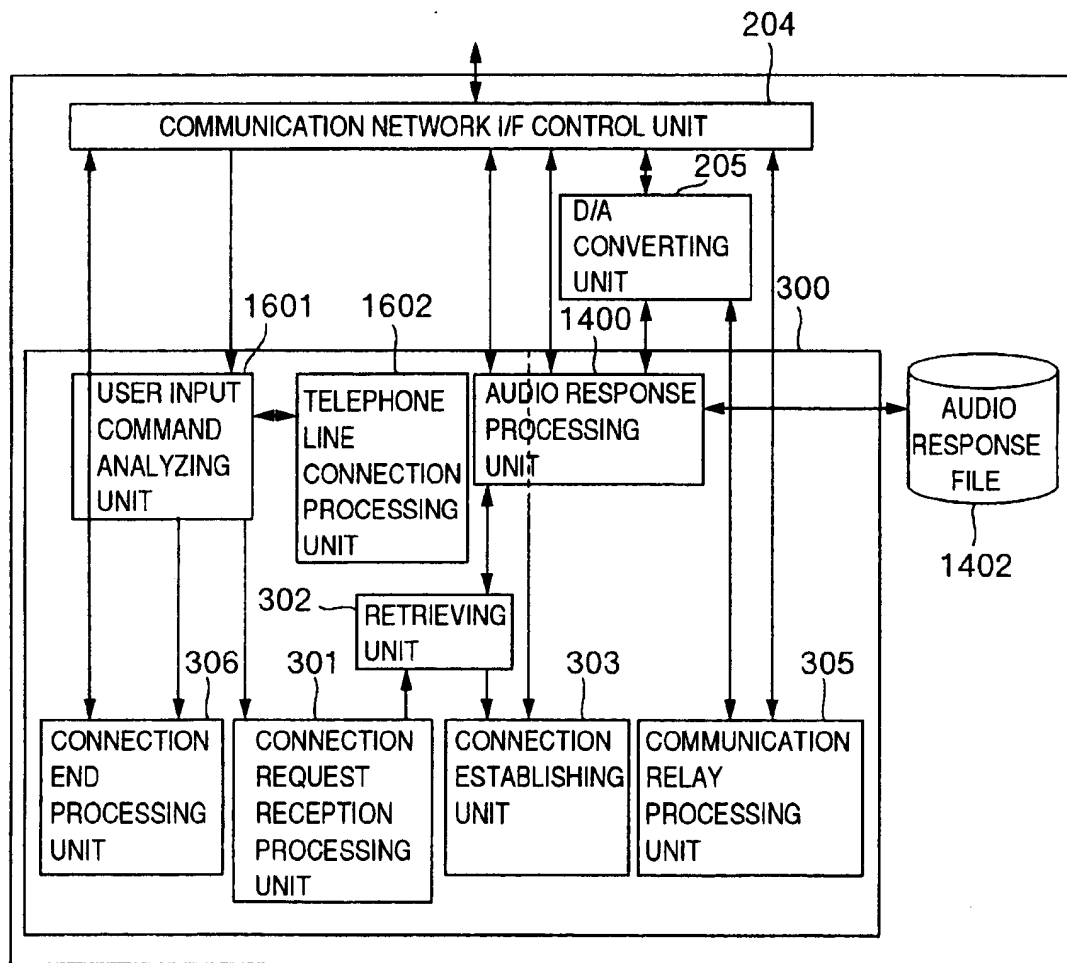 204
COMMUNICATION NETWORK I/F CONTROL UNIT
205
D/A
CONVERTING
UNIT
300
1601
1602
1400
USER INPUT
COMMAND
ANALYZING
UNIT
TELEPHONE
LINE
CONNECTION
PROCESSING
UNIT
AUDIO RESPONSE
PROCESSING
UNIT
AUDIO
RESPONSE
FILE
1402
302
RETRIEVING
UNIT
306
301
303
305
CONNECTION
END
PROCESSING
UNIT
CONNECTION
REQUEST
RECEPTION
PROCESSING
UNIT
CONNECTION
ESTABLISHING
UNIT
COMMUNICATION
RELAY
PROCESSING
UNIT